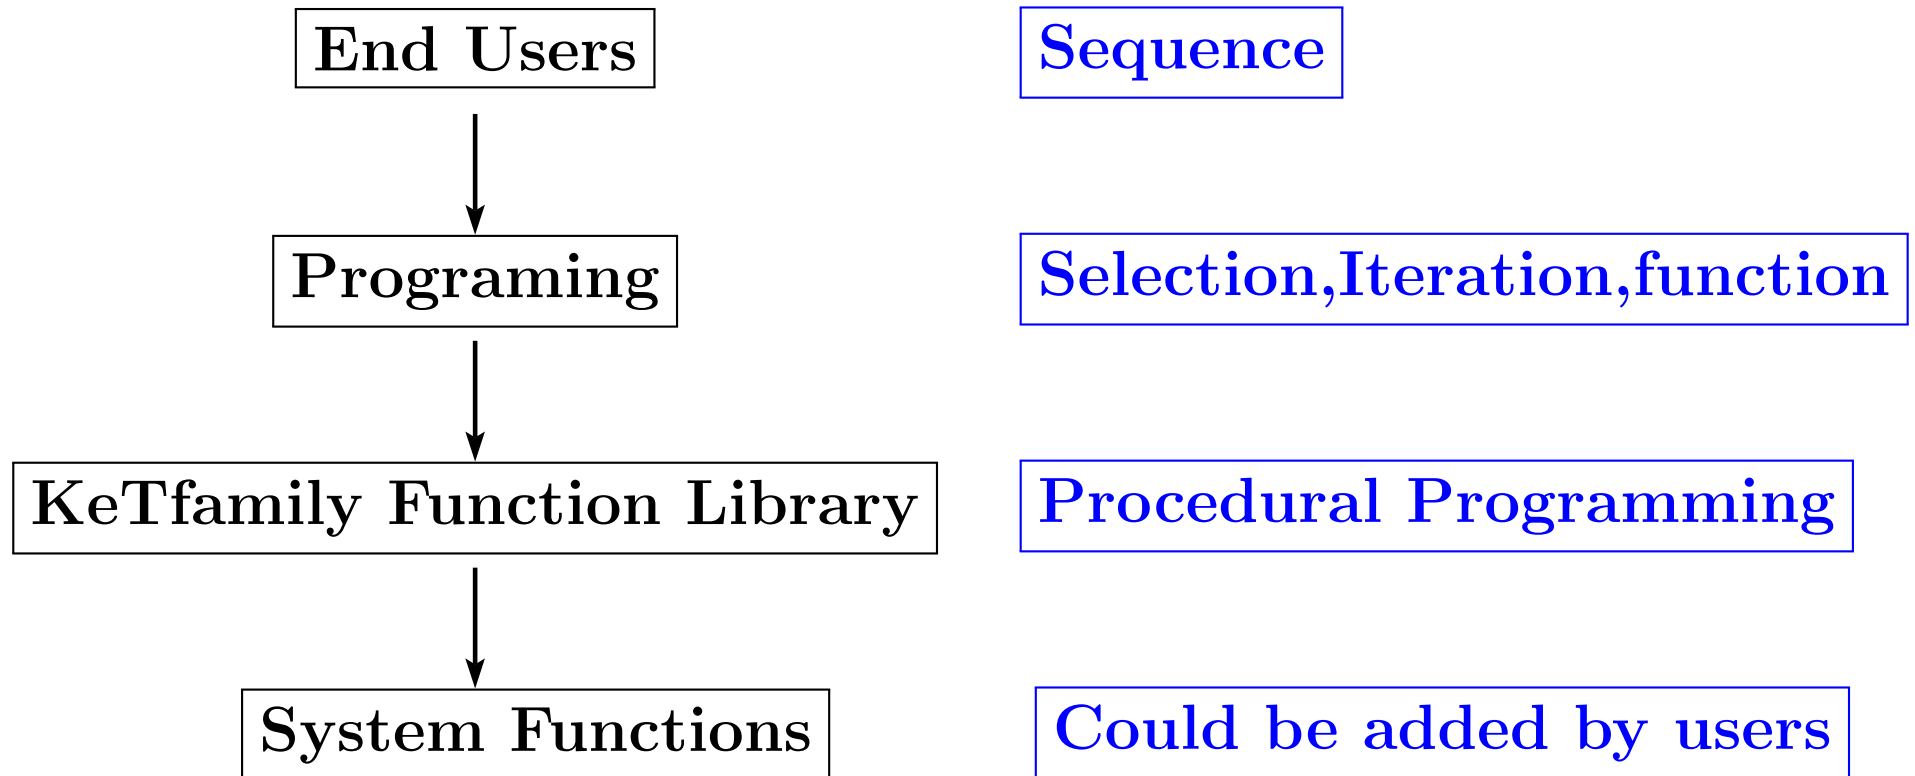 End Users
Sequence
Programing
Selection,Iteration,function
KeTfamily Function Library
Procedural Programming
System Functions
Could be added by users